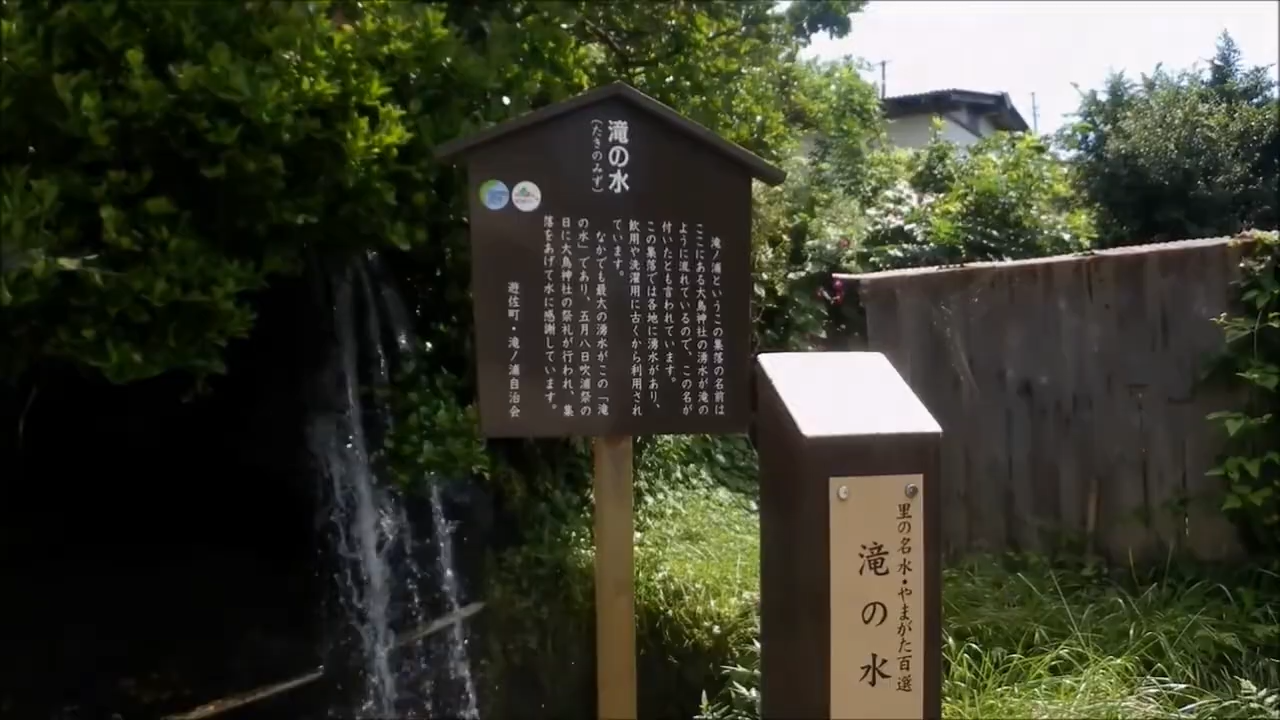 滝の水
(たきのみず)
滝ノ浦というこの集落の名前は
ここにある大鳥神社の湧水が滝の
ように流れているので、この名が
付いたとも言われています。
この集落では各地に湧水があり、
飲用や洗濯用に古くから利用され
ています。
なかでも最大の湧水がこの「滝
の水」であり、五月八日吹浦祭の
日に大鳥神社の祭礼が行われ、集
落をあげて水に感謝しています。
遊佐町・滝ノ浦自治会
里の名水・やまがた百選
滝の水